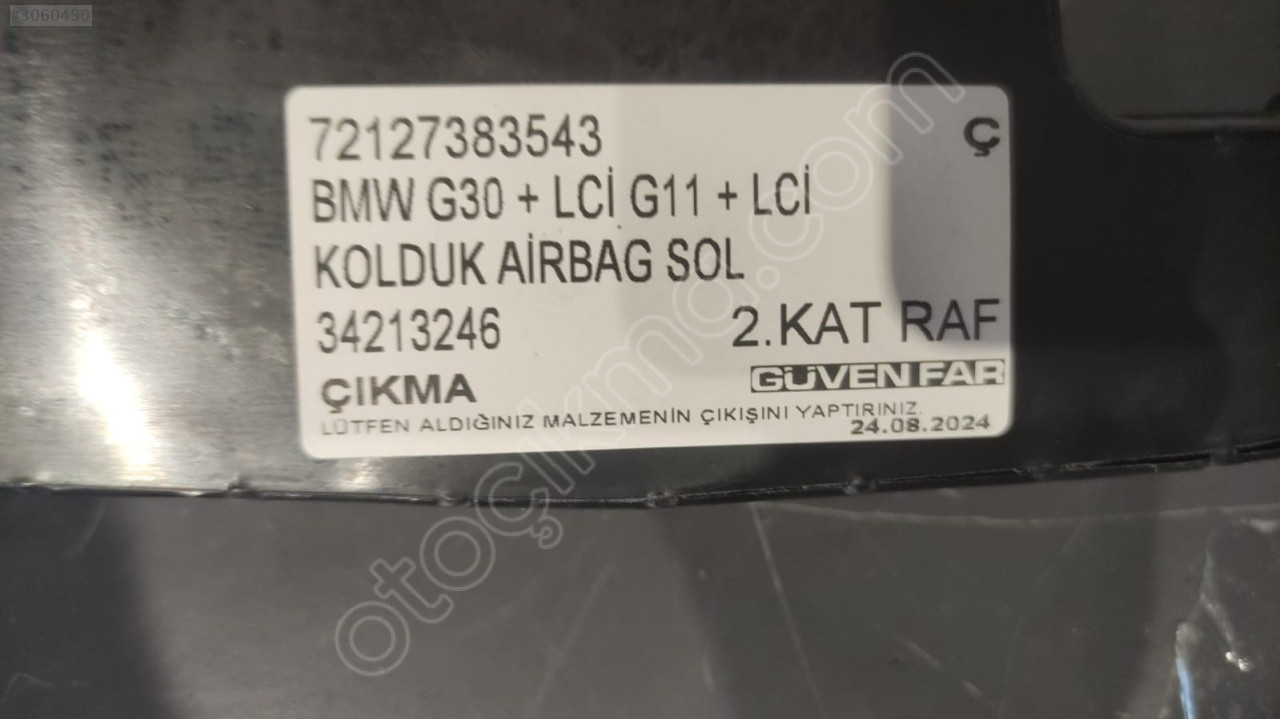 #3060490
72127383543 Ç
BMW G30 + LCİ G11 + LCİ
KOLDUK AİRBAG SOL
34213246 2.KAT RAF
ÇIKMA GÜVEN FAR
LÜTFEN ALDIĞINIZ MALZEMENİN ÇIKIŞINI YAPTIRINIZ.
24.08.2024
otoçıkma.com